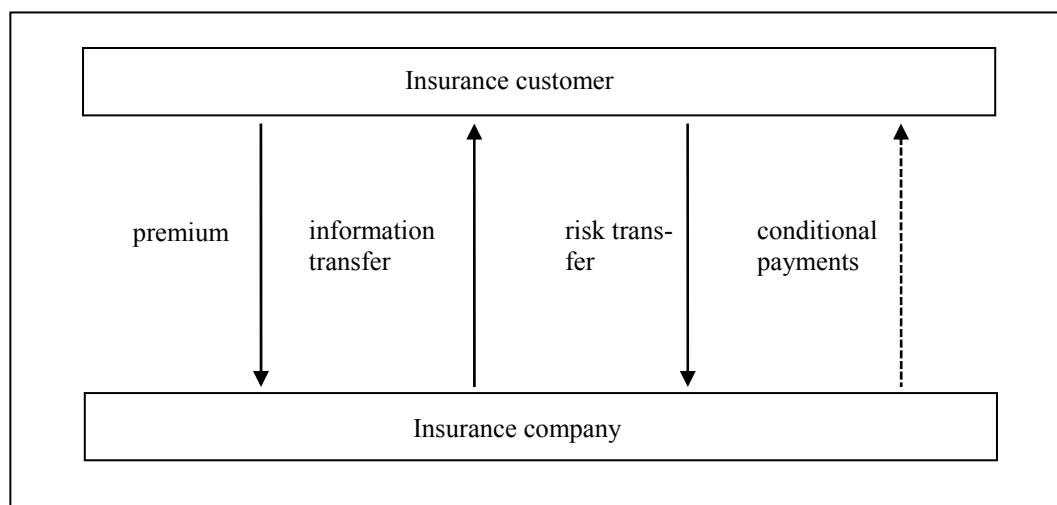 Insurance customer
premium
information
transfer
risk trans-
fer
conditional
payments
Insurance company